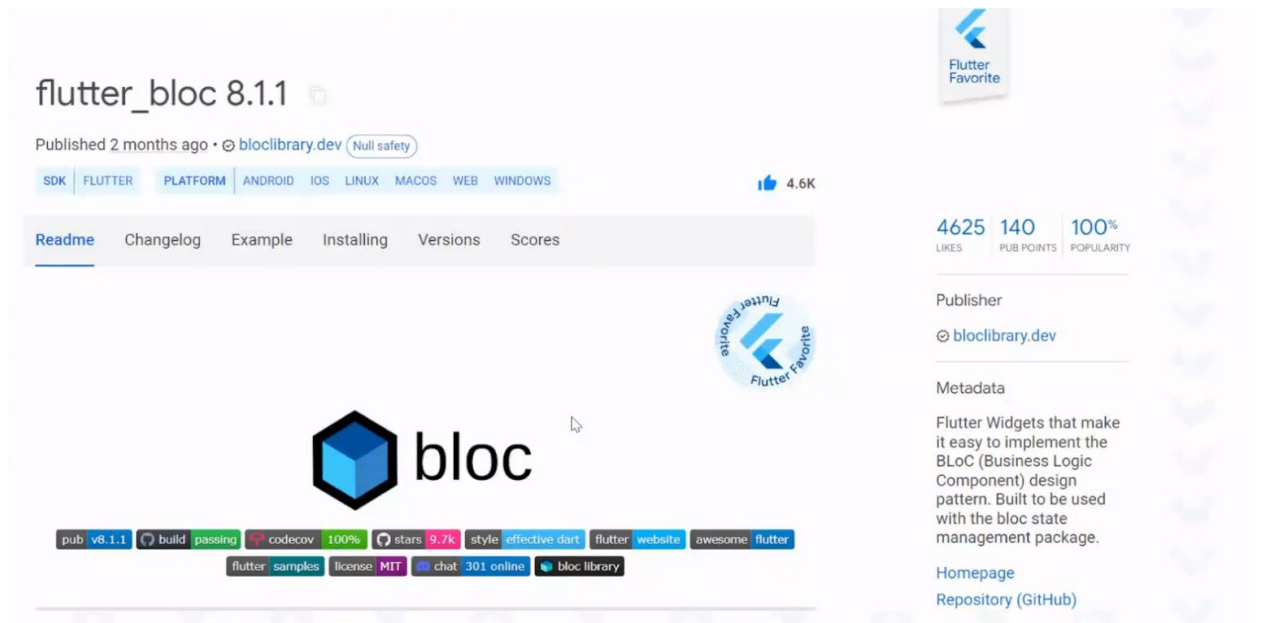 Flutter
Favorite
flutter_bloc 8.1.1
Published 2 months ago • bloclibrary.dev Null safety
SDK FLUTTER PLATFORM ANDROID IOS LINUX MACOS WEB WINDOWS
4.6K
Readme Changelog Example Installing Versions Scores
Flutter Favorite
Flutter Favorite
bloc
pub v8.1.1 build passing codecov 100% stars 9.7k style effective dart flutter website awesome flutter
flutter samples license MIT chat 301 online bloc library
4625 140 100%
LIKES PUB POINTS POPULARITY
Publisher
bloclibrary.dev
Metadata
Flutter Widgets that make
it easy to implement the
BLoC (Business Logic
Component) design
pattern. Built to be used
with the bloc state
management package.
Homepage
Repository (GitHub)